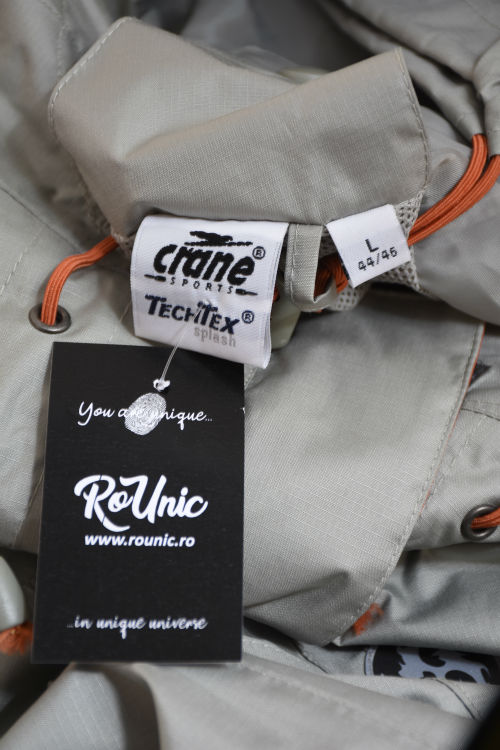 crane®
SPORTS
TECHTEX®
splash
L
44/46
You are unique...
RoUnic
www.rounic.ro
...in unique universe